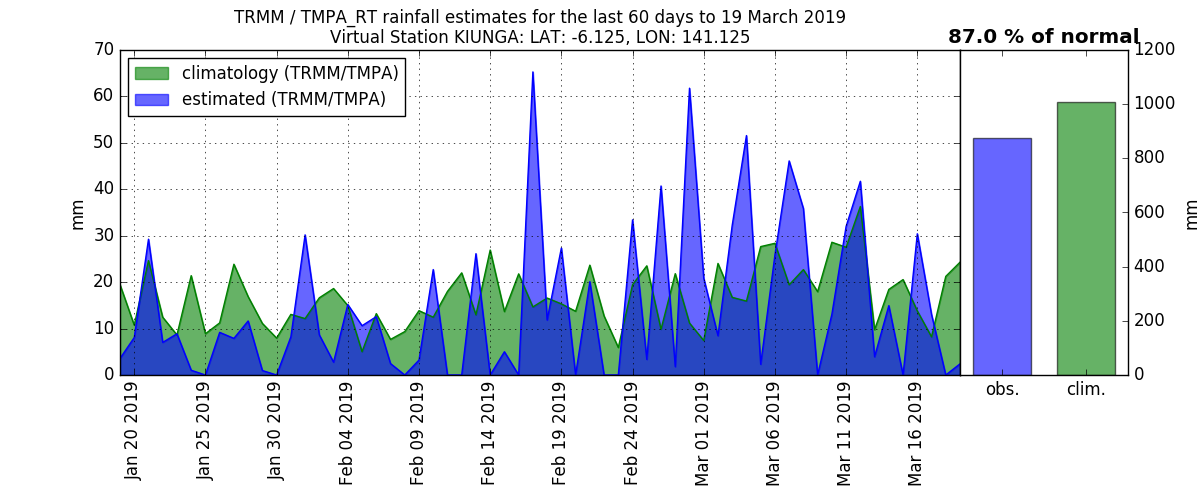 TRMM / TMPA_RT rainfall estimates for the last 60 days to 19 March 2019
Virtual Station KIUNGA: LAT: -6.125, LON: 141.125
87.0 % of normal
climatology (TRMM/TMPA)
estimated (TRMM/TMPA)
mm
70
60
50
40
30
20
10
0
Jan 20 2019
Jan 25 2019
Jan 30 2019
Feb 04 2019
Feb 09 2019
Feb 14 2019
Feb 19 2019
Feb 24 2019
Mar 01 2019
Mar 06 2019
Mar 11 2019
Mar 16 2019
obs.
clim.
1200
1000
800
600
400
200
0
mm